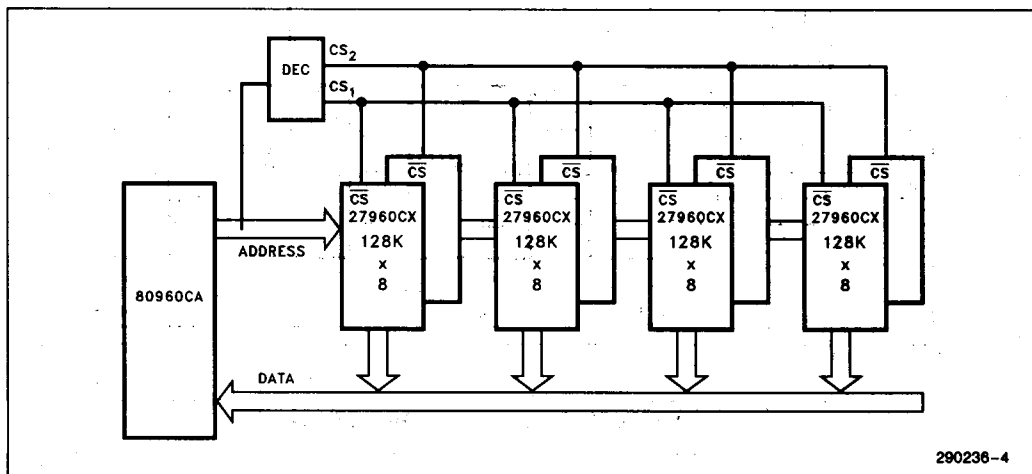 CS₂
DEC
CS₁
CS
CS
CS
CS
CS
27960CX
128K
x
8
CS
27960CX
128K
x
8
CS
27960CX
128K
x
8
CS
27960CX
128K
x
8
ADDRESS
80960CA
DATA
290236-4